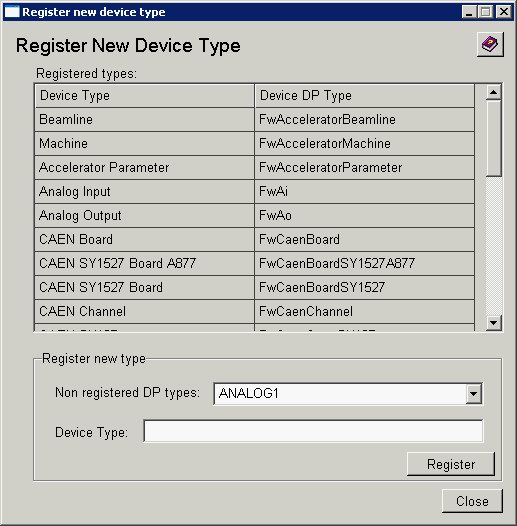 Register new device type
Register New Device Type
Registered types:
Device Type Device DP Type
Beamline FwAcceleratorBeamline
Machine FwAcceleratorMachine
Accelerator Parameter FwAcceleratorParameter
Analog Input FwAi
Analog Output FwAo
CAEN Board FwCaenBoard
CAEN SY1527 Board A877 FwCaenBoardSY1527A877
CAEN SY1527 Board FwCaenBoardSY1527
CAEN Channel FwCaenChannel
Register new type
Non registered DP types: ANALOG1
Device Type:
Register
Close